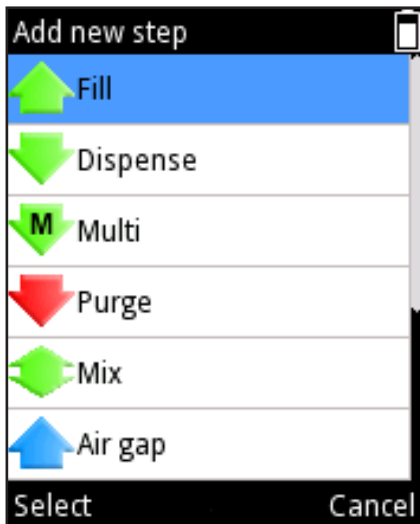 Add new step
Fill
Dispense
M Multi
Purge
Mix
Air gap
Select Cancel